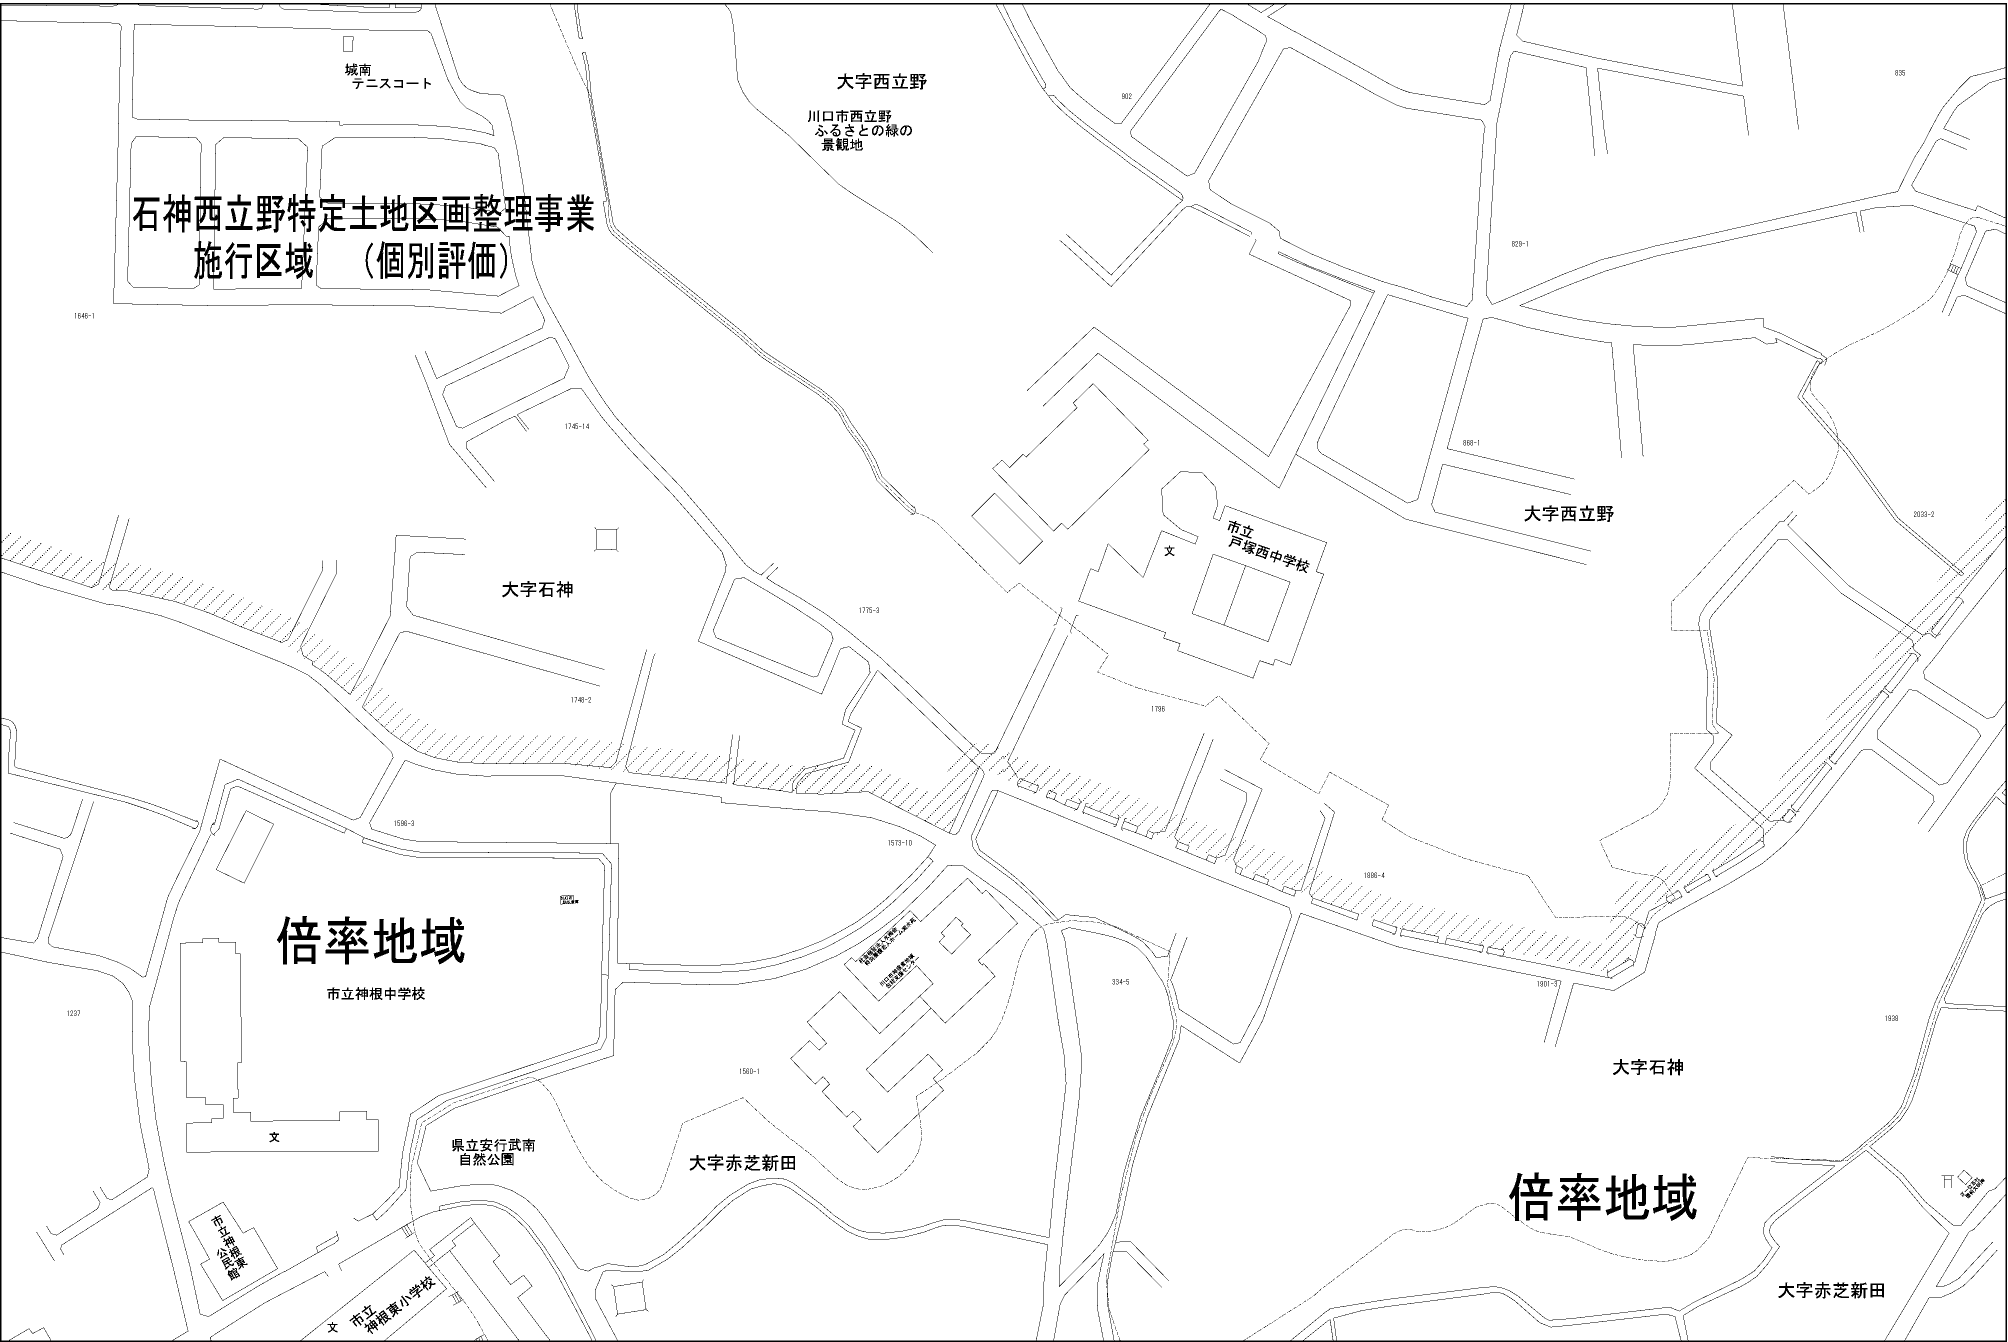 城南
テニスコート
大字西立野
川口市西立野
ふるさとの緑の
景観地
902
835
石神西立野特定土地区画整理事業
施行区域 (個別評価)
829-1
1646-1
1745-14
868-1
大字西立野
2033-2
市立
戸塚西中学校
文
大字石神
1775-3
1748-2
1796
1596-3
1573-10
1886-4
倍率地域
市立神根中学校
334-5
1901-3
1237
1938
1560-1
大字石神
文
県立安行武南
自然公園
大字赤芝新田
倍率地域
市立神根東
公民館
市立
神根東小学校
文
大字赤芝新田